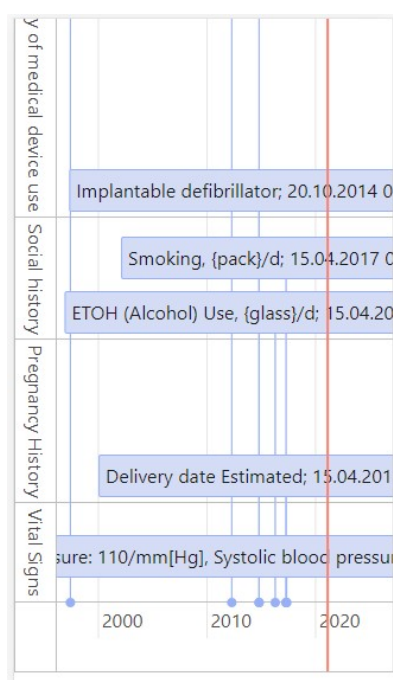 y of medical device use
Implantable defibrillator; 20.10.2014 0
Social history
Smoking, {pack}/d; 15.04.2017 0
ETOH (Alcohol) Use, {glass}/d; 15.04.20
Pregnancy History
Delivery date Estimated; 15.04.201
Vital Signs
sure: 110/mm[Hg], Systolic blood pressur
2000 2010 2020